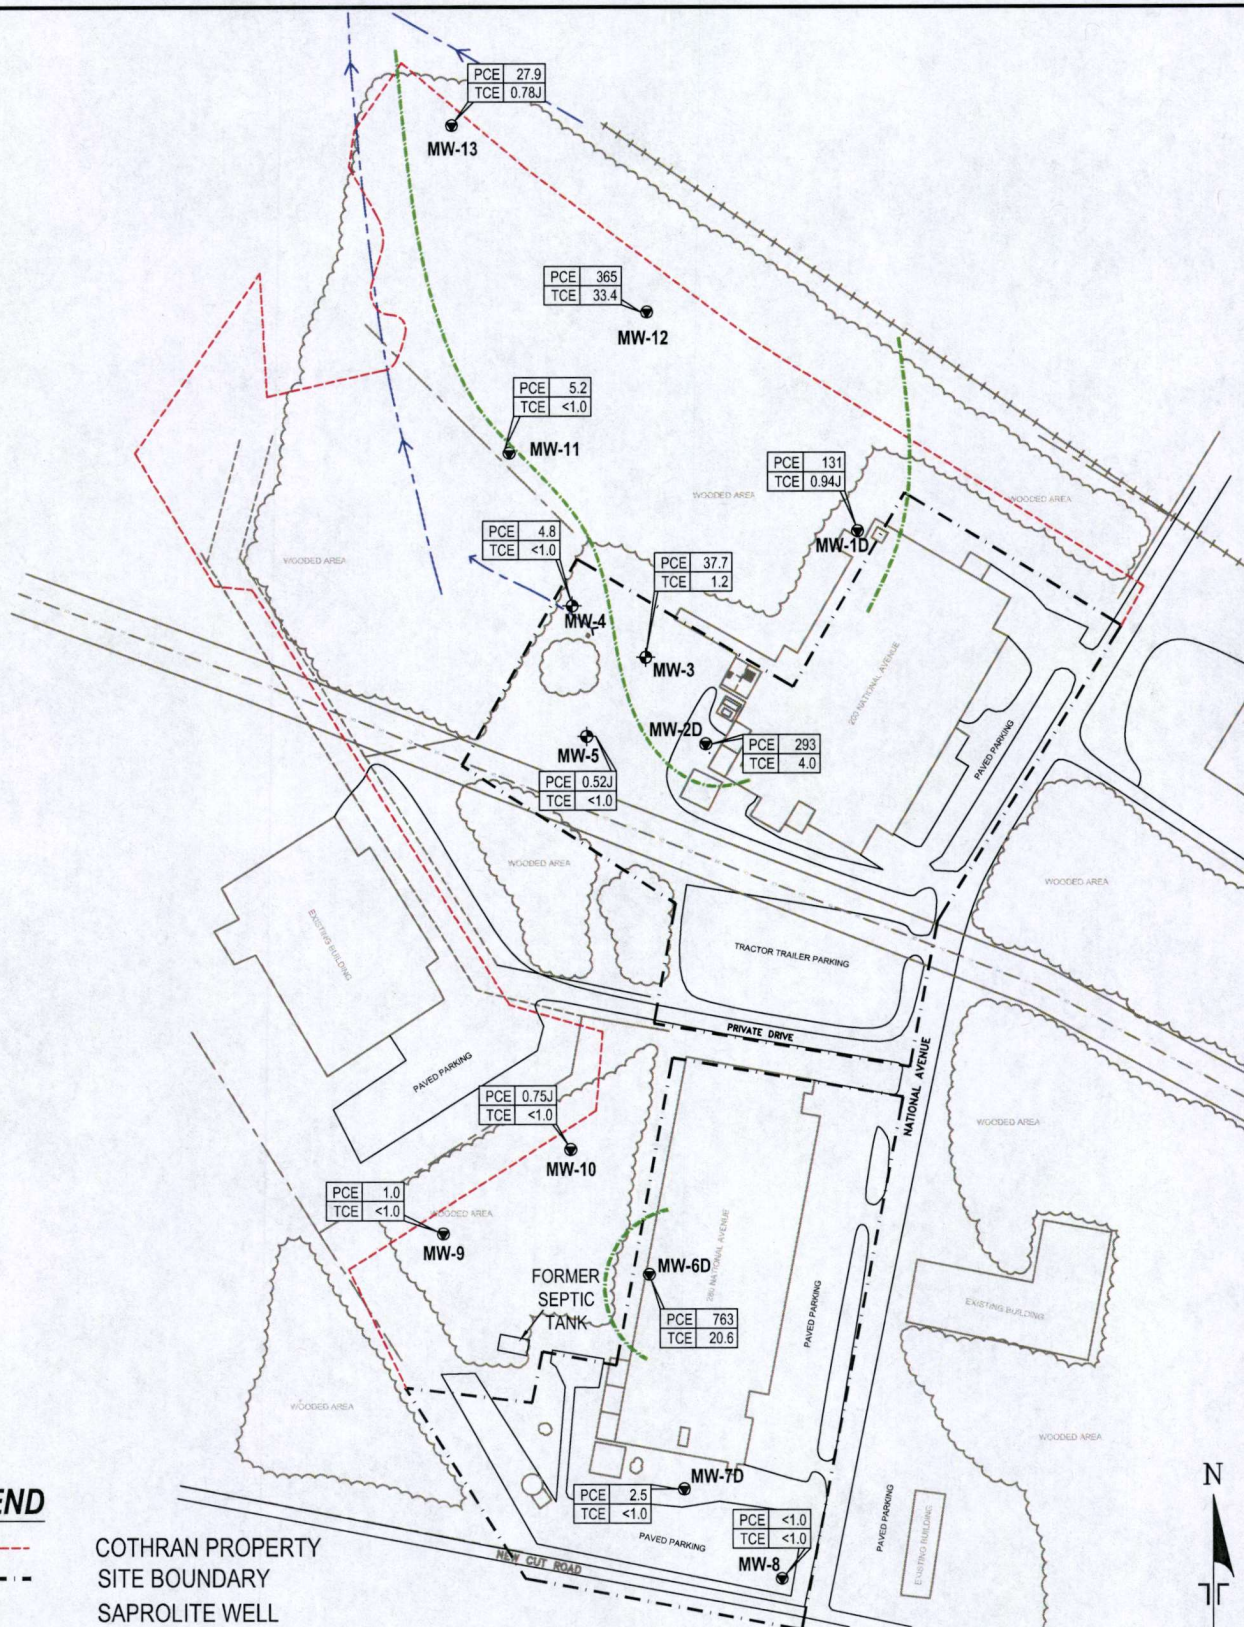 PCE 27.9
TCE 0.78J
MW-13
PCE 365
TCE 33.4
MW-12
PCE 5.2
TCE <1.0
MW-11
PCE 131
TCE 0.94J
MW-1D
WOODED AREA
WOODED AREA
WOODED AREA
PCE 4.8
TCE <1.0
MW-4
PCE 37.7
TCE 1.2
MW-3
200 NATIONAL AVENUE
MW-2D
PCE 293
TCE 4.0
MW-5
PCE 0.52J
TCE <1.0
PAVED PARKING
WOODED AREA
WOODED AREA
EXISTING BUILDING
TRACTOR TRAILER PARKING
PRIVATE DRIVE
NATIONAL AVENUE
PAVED PARKING
PCE 0.75J
TCE <1.0
MW-10
WOODED AREA
PCE 1.0
TCE <1.0
WOODED AREA
MW-9
FORMER
SEPTIC
TANK
MW-6D
PCE 763
TCE 20.6
280 NATIONAL AVENUE
PAVED PARKING
EXISTING BUILDING
WOODED AREA
WOODED AREA
MW-7D
PCE 2.5
TCE <1.0
PCE <1.0
TCE <1.0
MW-8
PAVED PARKING
PAVED PARKING
EXISTING BUILDING
NEW CUT ROAD
N
END
COTHRAN PROPERTY
SITE BOUNDARY
SAPROLITE WELL